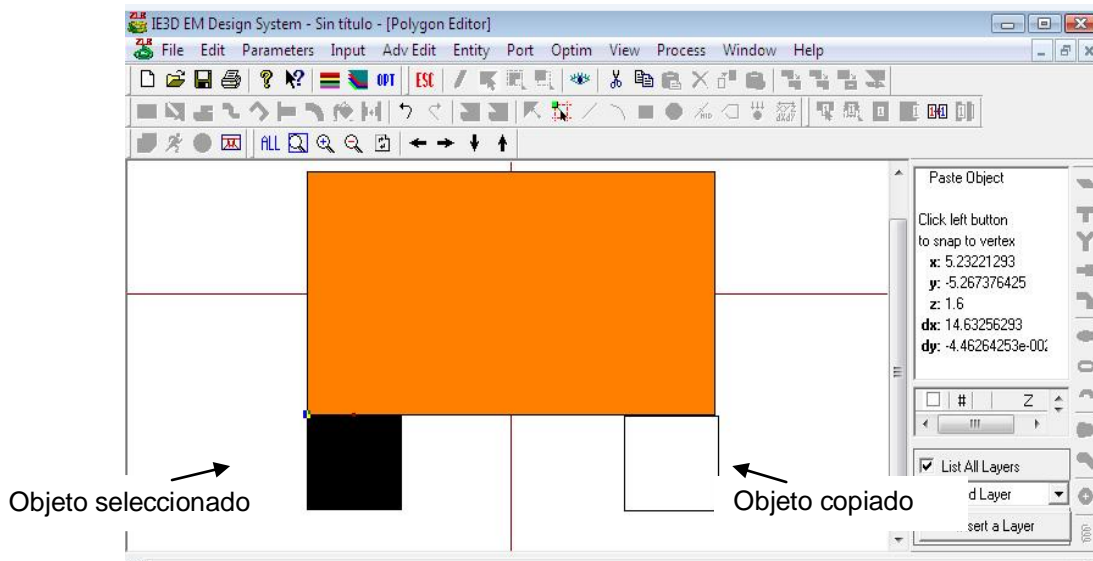 IE3D EM Design System - Sin título - [Polygon Editor]
File Edit Parameters Input Adv Edit Entity Port Optim View Process Window Help
OPT ESC
ALL
Paste Object
Click left button
to snap to vertex
x: 5.23221293
y: -5.267376425
z: 1.6
dx: 14.63256293
dy: -4.46264253e-002
# Z
List All Layers
d Layer
sert a Layer
Objeto seleccionado
Objeto copiado